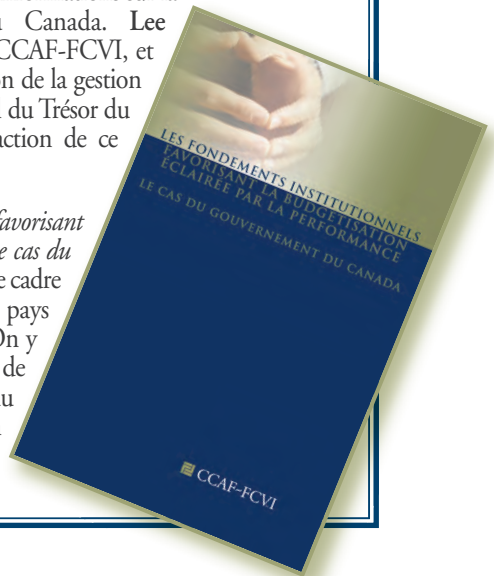 Canada. Lee
CCAF-FCVI, et
de la gestion
du Trésor du
de ce
favorisant
cas du
cadre
pays
On y
de
LES FONDEMENTS INSTITUTIONNELS
FAVORISANT LA BUDGÉTISATION
ÉCLAIRÉE PAR LA PERFORMANCE
LE CAS DU GOUVERNEMENT DU CANADA
CCAF-FCVI